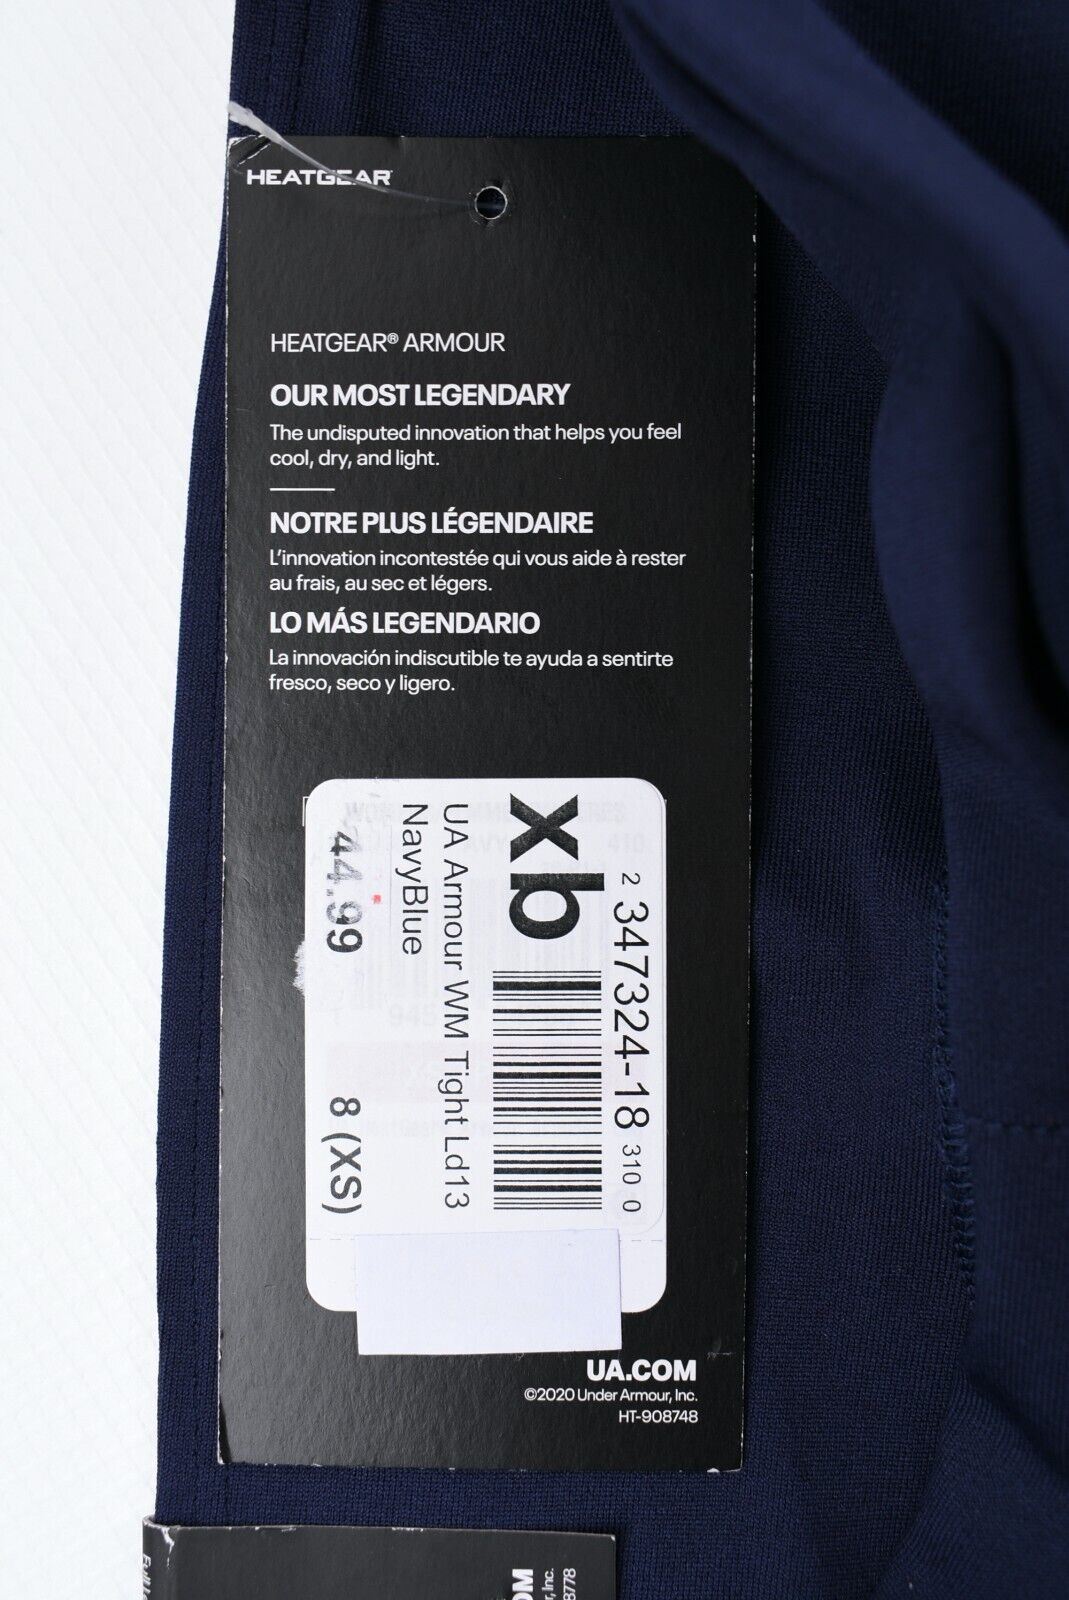 HEATGEAR
HEATGEAR® ARMOUR
OUR MOST LEGENDARY
The undisputed innovation that helps you feel
cool, dry, and light.
NOTRE PLUS LÉGENDAIRE
L'innovation incontestée qui vous aide à rester
au frais, au sec et légers.
LO MÁS LEGENDARIO
La innovación indiscutible te ayuda a sentirte
fresco, seco y ligero.
2 347324-18 310 0
xb
UA Armour WM Tight Ld13
NavyBlue
44.99 8 (XS)
UA.COM
©2020 Under Armour, Inc.
HT-908748
OM
r, Inc.
8778